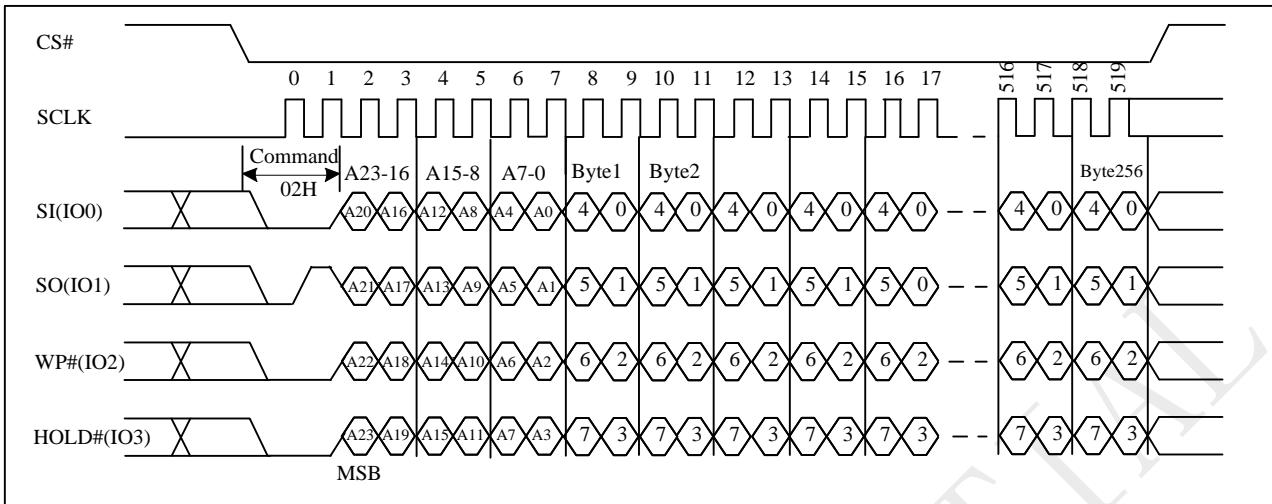 CS#
0 1 2 3 4 5 6 7 8 9 10 11 12 13 14 15 16 17 516 517 518 519
SCLK
Command
02H
A23-16 A15-8 A7-0 Byte1 Byte2 Byte256
SI(IO0) A20 A16 A12 A8 A4 A0 4 0 4 0 4 0 4 0 4 0 4 0 4 0
SO(IO1) A21 A17 A13 A9 A5 A1 5 1 5 1 5 1 5 1 5 0 5 1 5 1
WP#(IO2) A22 A18 A14 A10 A6 A2 6 2 6 2 6 2 6 2 6 2 6 2 6 2
HOLD#(IO3) A23 A19 A15 A11 A7 A3 7 3 7 3 7 3 7 3 7 3 7 3 7 3
MSB
TIAL